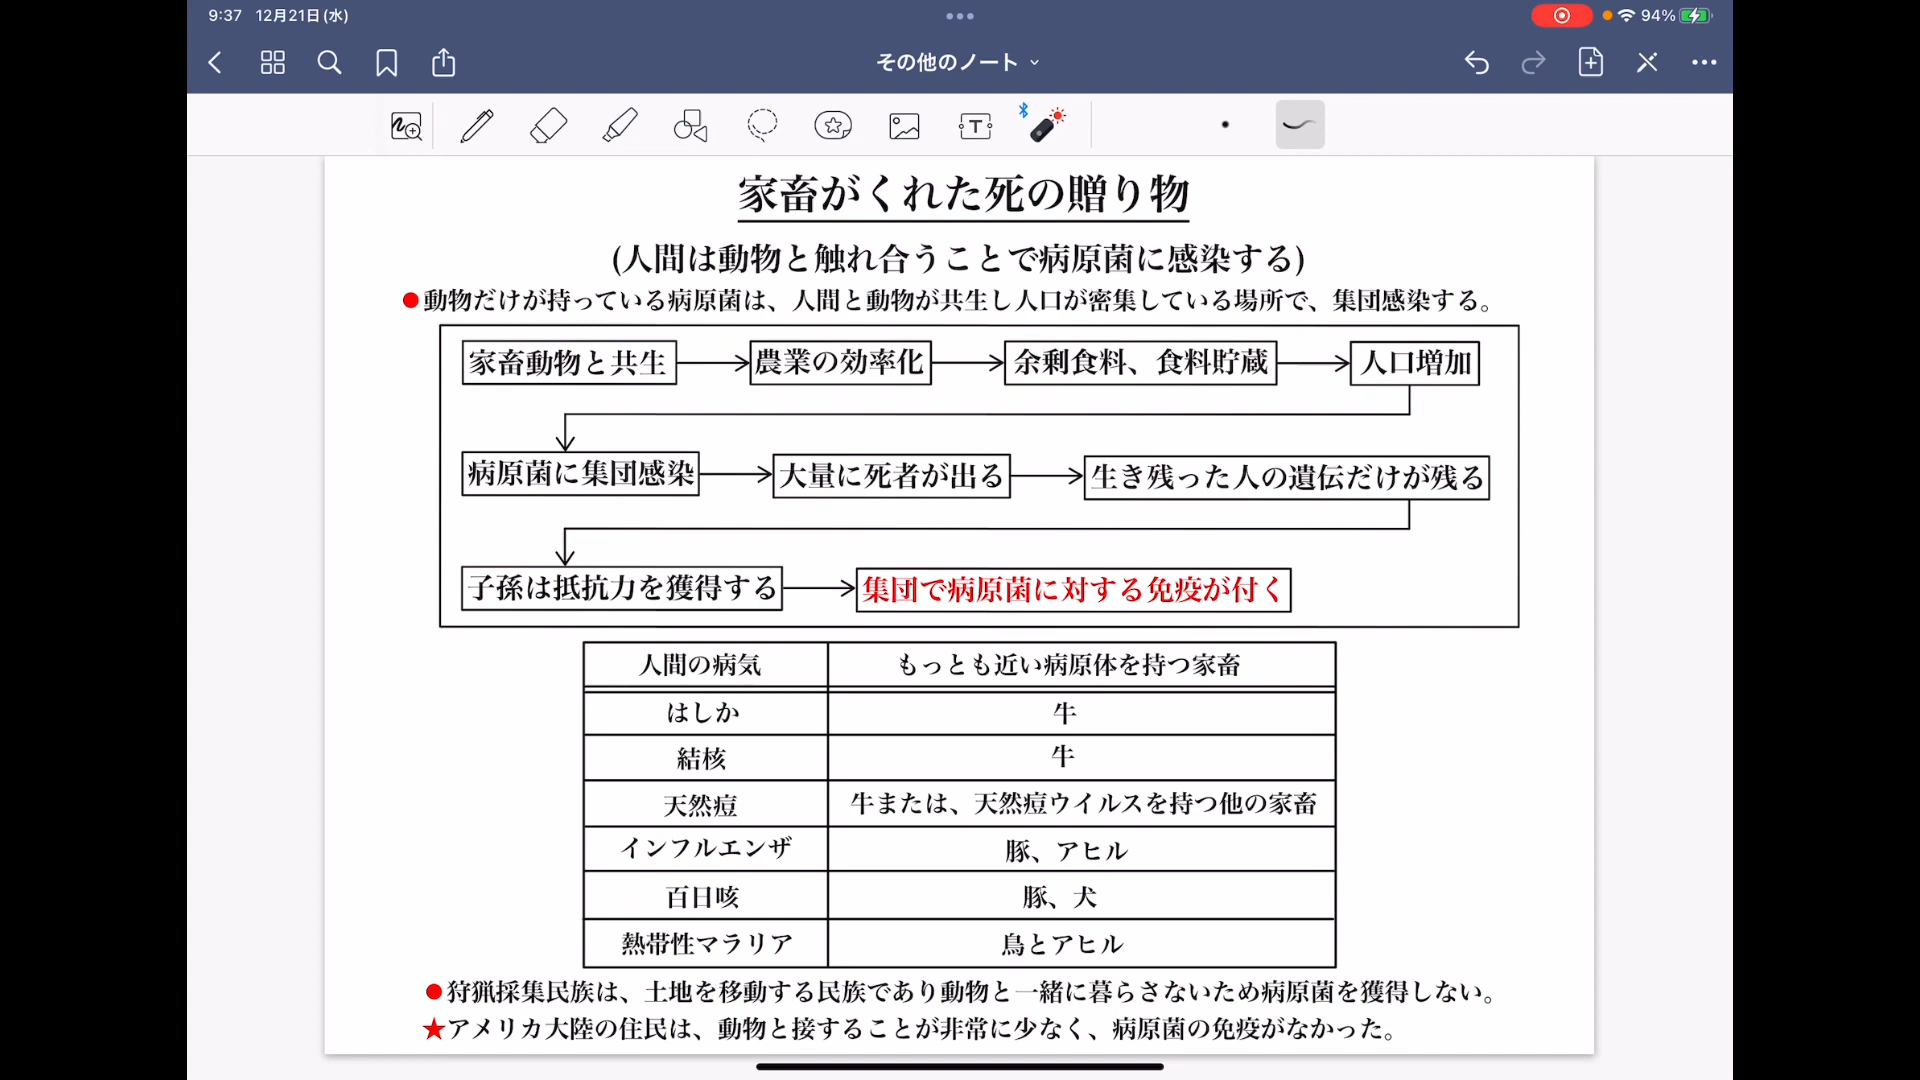 9:37 12月21日(水)
94%
その他のノート
家畜がくれた死の贈り物
(人間は動物と触れ合うことで病原菌に感染する)
●動物だけが持っている病原菌は、人間と動物が共生し人口が密集している場所で、集団感染する。
家畜動物と共生 農業の効率化 余剰食料、食料貯蔵 人口増加
病原菌に集団感染 大量に死者が出る 生き残った人の遺伝だけが残る
子孫は抵抗力を獲得する 集団で病原菌に対する免疫が付く
人間の病気 もっとも近い病原体を持つ家畜
はしか 牛
結核 牛
天然痘 牛または、天然痘ウイルスを持つ他の家畜
インフルエンザ 豚、アヒル
百日咳 豚、犬
熱帯性マラリア 鳥とアヒル
●狩猟採集民族は、土地を移動する民族であり動物と一緒に暮らさないため病原菌を獲得しない。
★アメリカ大陸の住民は、動物と接することが非常に少なく、病原菌の免疫がなかった。